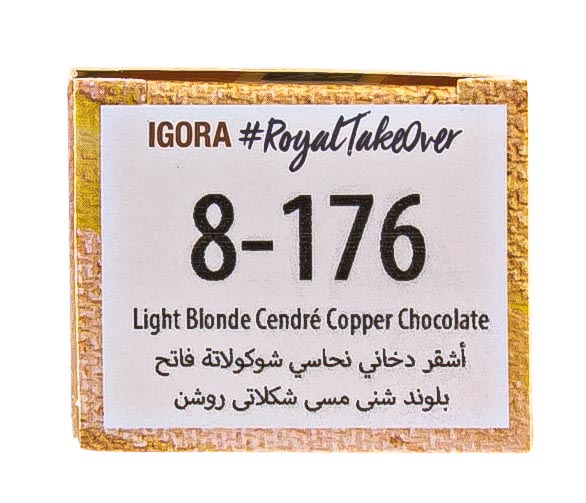 IGORA #RoyalTakeOver
8-176
Light Blonde Cendré Copper Chocolate
أشقر دخاني نحاسي شوكولاتة فاتح
بلوند شنی مسی شکلاتی روشن